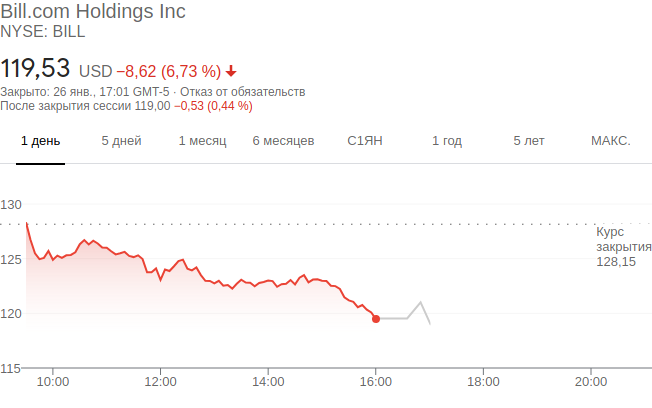 Bill.com Holdings Inc
NYSE: BILL
119,53 USD −8,62 (6,73 %)
Закрыто: 26 янв., 17:01 GMT-5 · Отказ от обязательств
После закрытия сессии 119,00 −0,53 (0,44 %)
1 день 5 дней 1 месяц 6 месяцев С1ЯН 1 год 5 лет МАКС.
130
Курс
закрытия
128,15
125
120
115
10:00 12:00 14:00 16:00 18:00 20:00